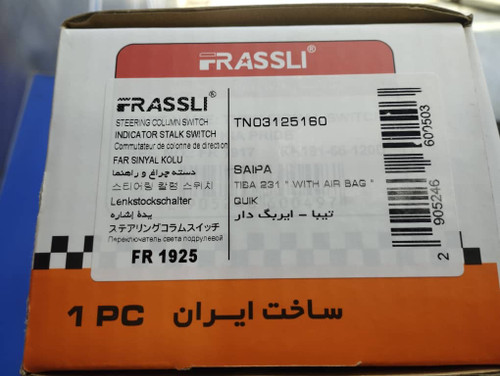 FRASSLI®
FRASSLI®
STEERING COLUMN SWITCH
INDICATOR STALK SWITCH
Commutateur de colonne de direction
FAR SINYAL KOLU
دسته چراغ و راهنما
스티어링 칼럼 스위치
Lenkstockschalter
يدة إشارة
ステアリングコラムスイッチ
Переключатель света подрулевой
FR 1925
TNO3125160
SAIPA
TIBA 231 " WITH AIR BAG "
QUIK
تیبا - ایربگ دار
2 905246 600503
1 PC
ساخت ایران